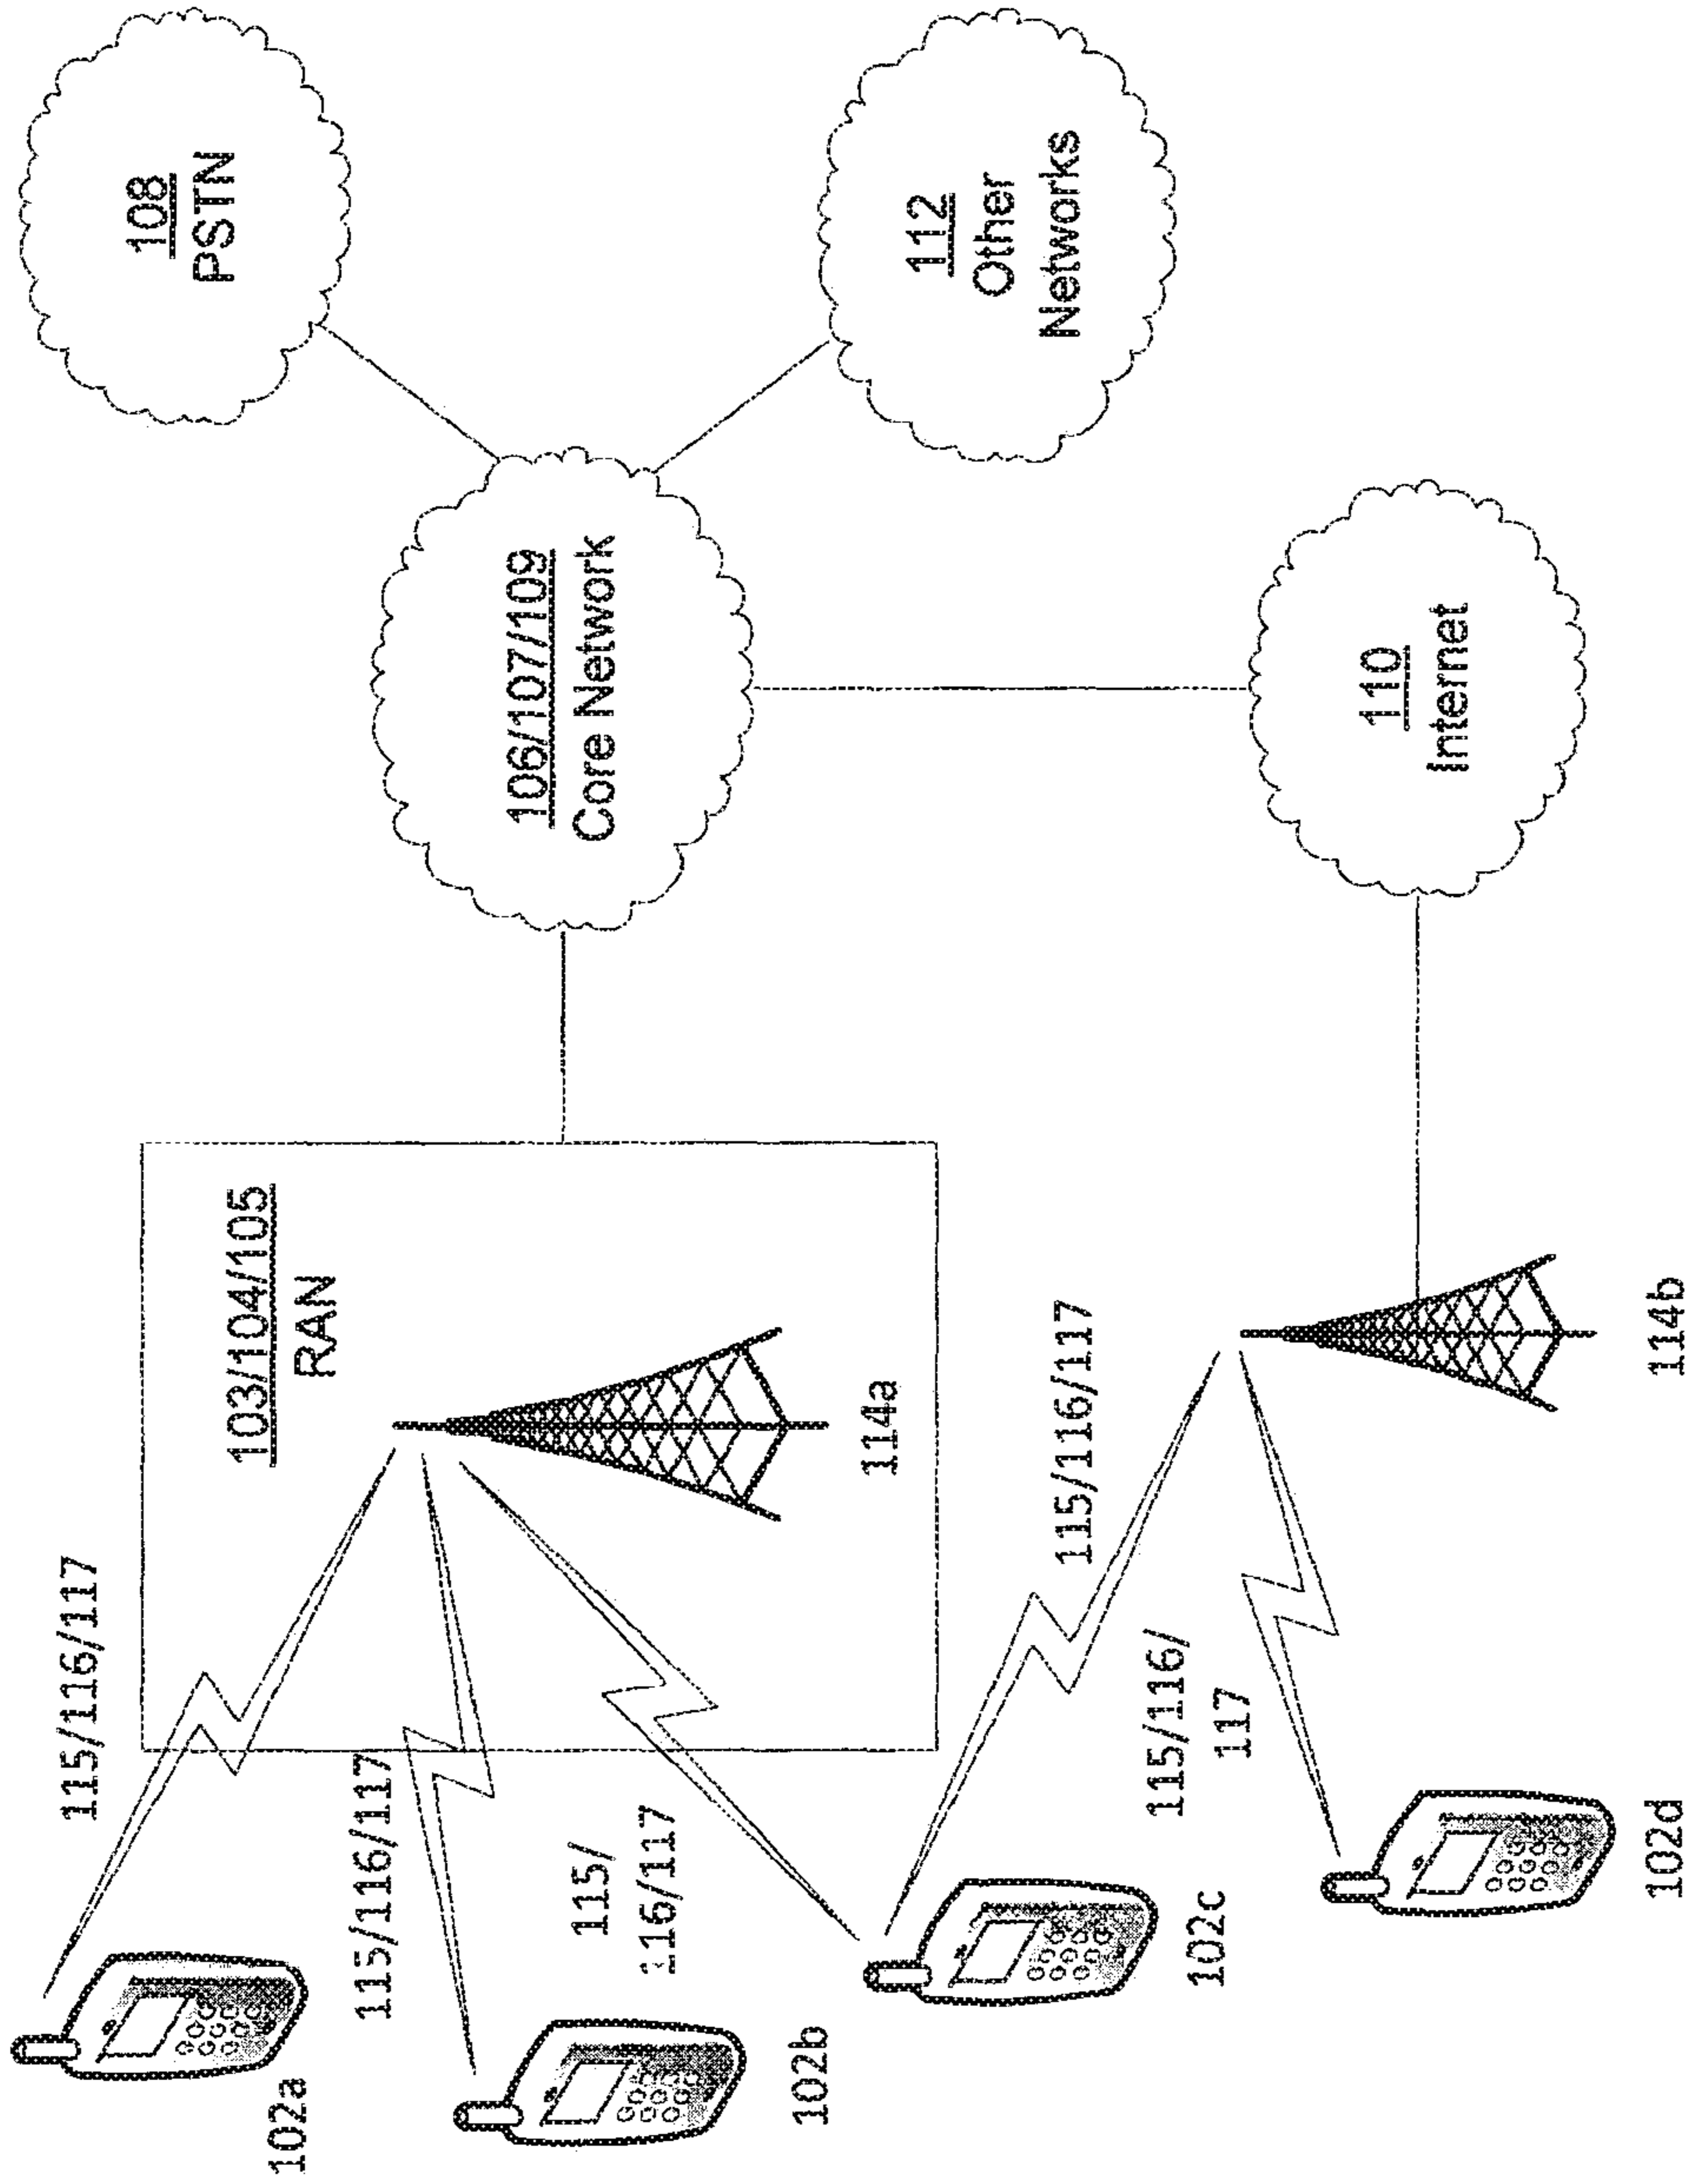 102a
115/116/117
103/104/105
RAN
108
PSTN
102b
115/116/117
115/
116/117
114a
106/107/109
Core Network
112
Other
Networks
102c
115/116/117
115/116/
117
102d
114b
110
Internet